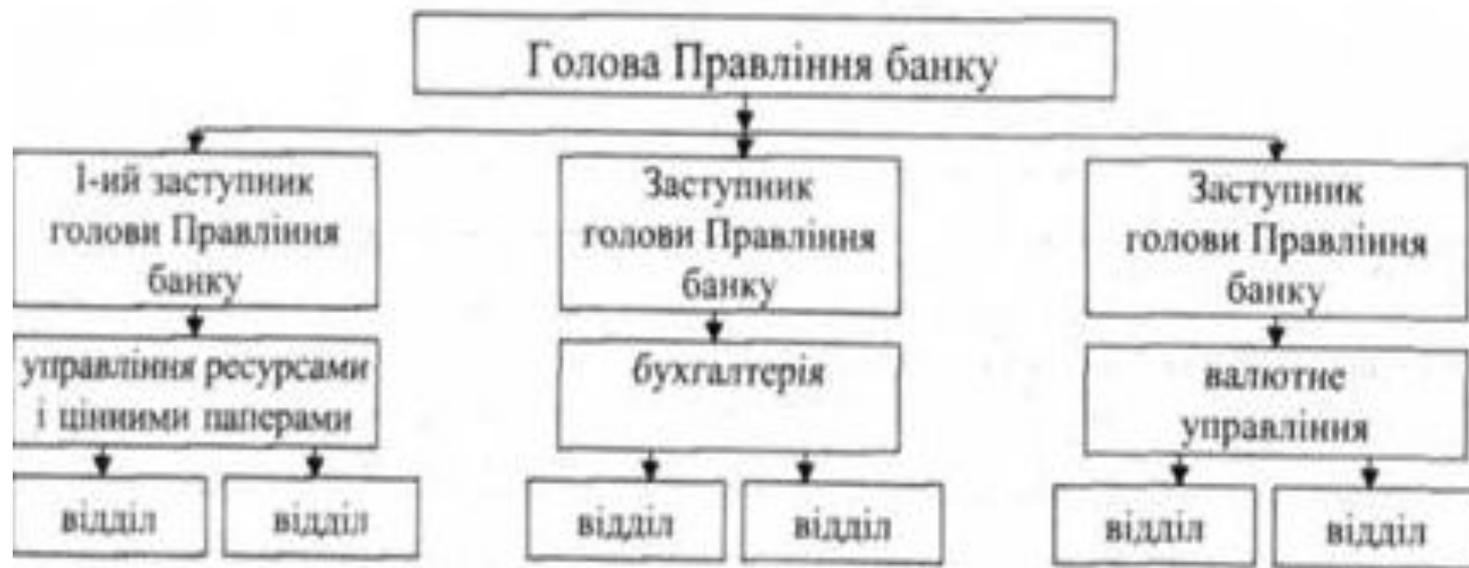 Голова Правління банку
І-ий заступник
голови Правління
банку
Заступник
голови Правління
банку
Заступник
голови Правління
банку
управління ресурсами
і цінними паперами
бухгалтерія
валютне
управління
відділ
відділ
відділ
відділ
відділ
відділ